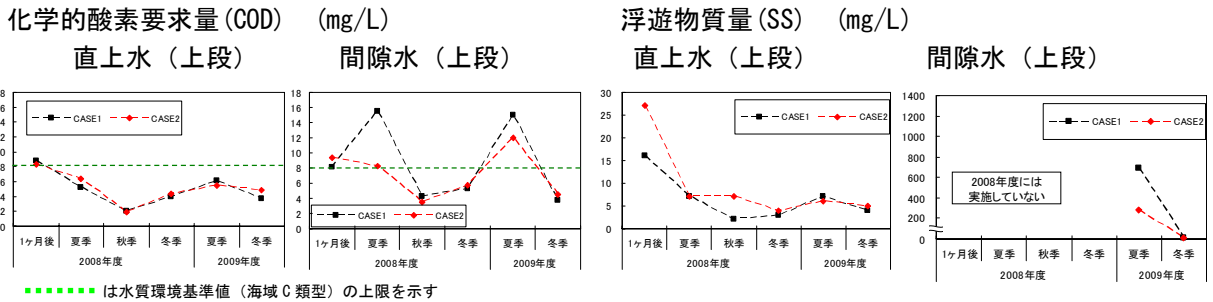 化学的酸素要求量(COD) (mg/L)
浮遊物質量(SS) (mg/L)
直上水（上段）
間隙水（上段）
直上水（上段）
間隙水（上段）
8
6
4
2
0
8
6
4
2
0
CASE1
CASE2
1ヶ月後 夏季 秋季 冬季 夏季 冬季
2008年度 2009年度
18
16
14
12
10
8
6
4
2
0
CASE1 CASE2
1ヶ月後 夏季 秋季 冬季 夏季 冬季
2008年度 2009年度
30
25
20
15
10
5
0
CASE1 CASE2
1ヶ月後 夏季 秋季 冬季 夏季 冬季
2008年度 2009年度
1400
1200
1000
800
600
400
200
0
CASE1
CASE2
2008年度には
実施していない
1ヶ月後 夏季 秋季 冬季 夏季 冬季
2008年度 2009年度
は水質環境基準値（海域C類型）の上限を示す